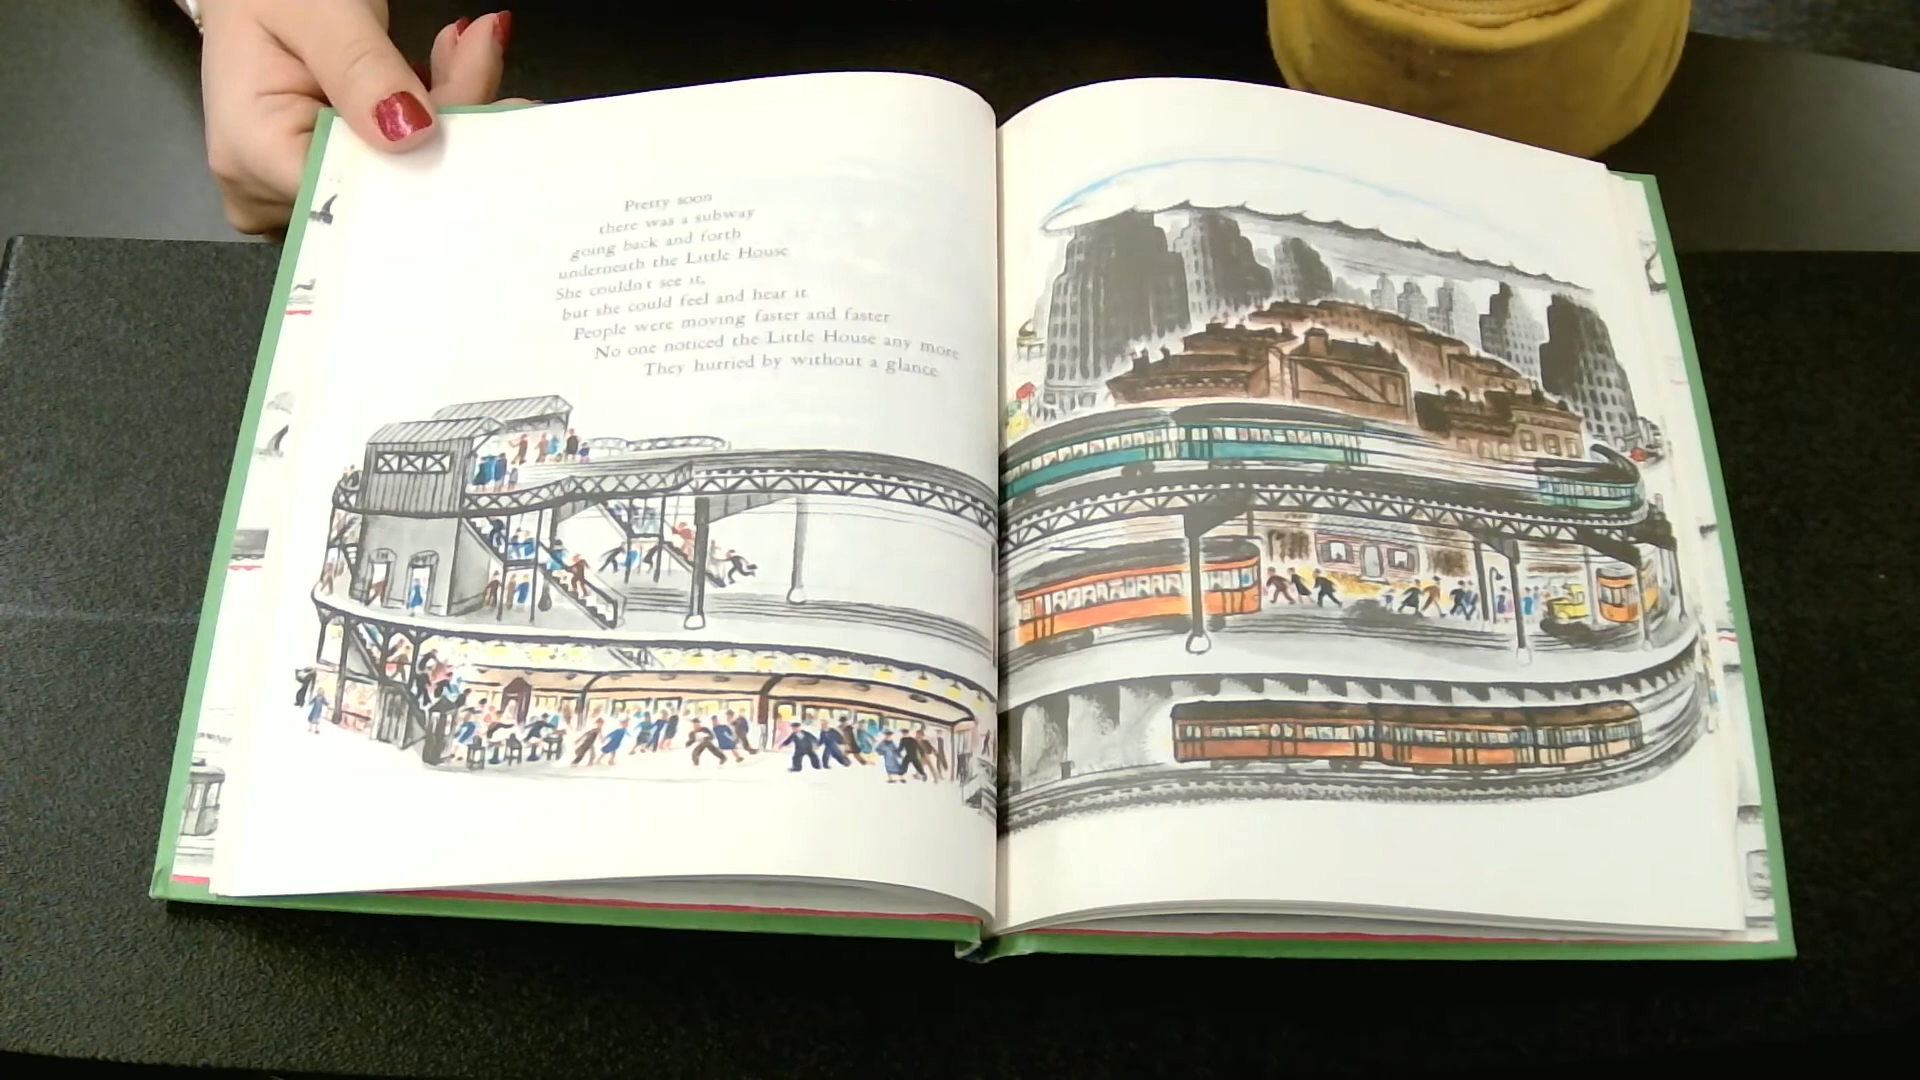 Pretty soon
there was a subway
going back and forth
underneath the Little House
She couldn't see it,
but she could feel and hear it
People were moving faster and faster
No one noticed the Little House any more
They hurried by without a glance.
IN
OUT